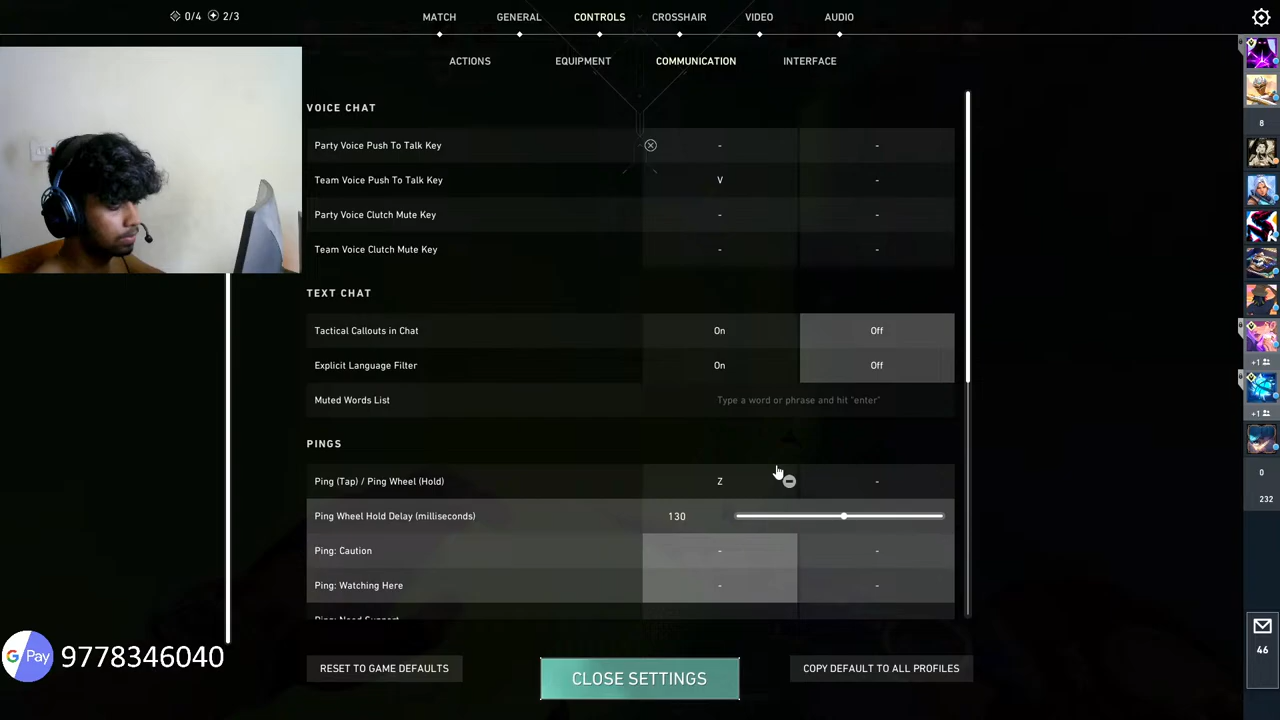 0/4 2/3
MATCH GENERAL CONTROLS CROSSHAIR VIDEO AUDIO
ACTIONS EQUIPMENT COMMUNICATION INTERFACE
VOICE CHAT
Party Voice Push To Talk Key - -
Team Voice Push To Talk Key V -
Party Voice Clutch Mute Key - -
Team Voice Clutch Mute Key - -
TEXT CHAT
Tactical Callouts in Chat On Off
Explicit Language Filter On Off
Muted Words List Type a word or phrase and hit "enter"
PINGS
Ping (Tap) / Ping Wheel (Hold) Z -
Ping Wheel Hold Delay (milliseconds) 130
Ping: Caution - -
Ping: Watching Here - -
Ping: Need Support
RESET TO GAME DEFAULTS CLOSE SETTINGS COPY DEFAULT TO ALL PROFILES
G Pay 9778346040
8
+1
+1
0
232
46